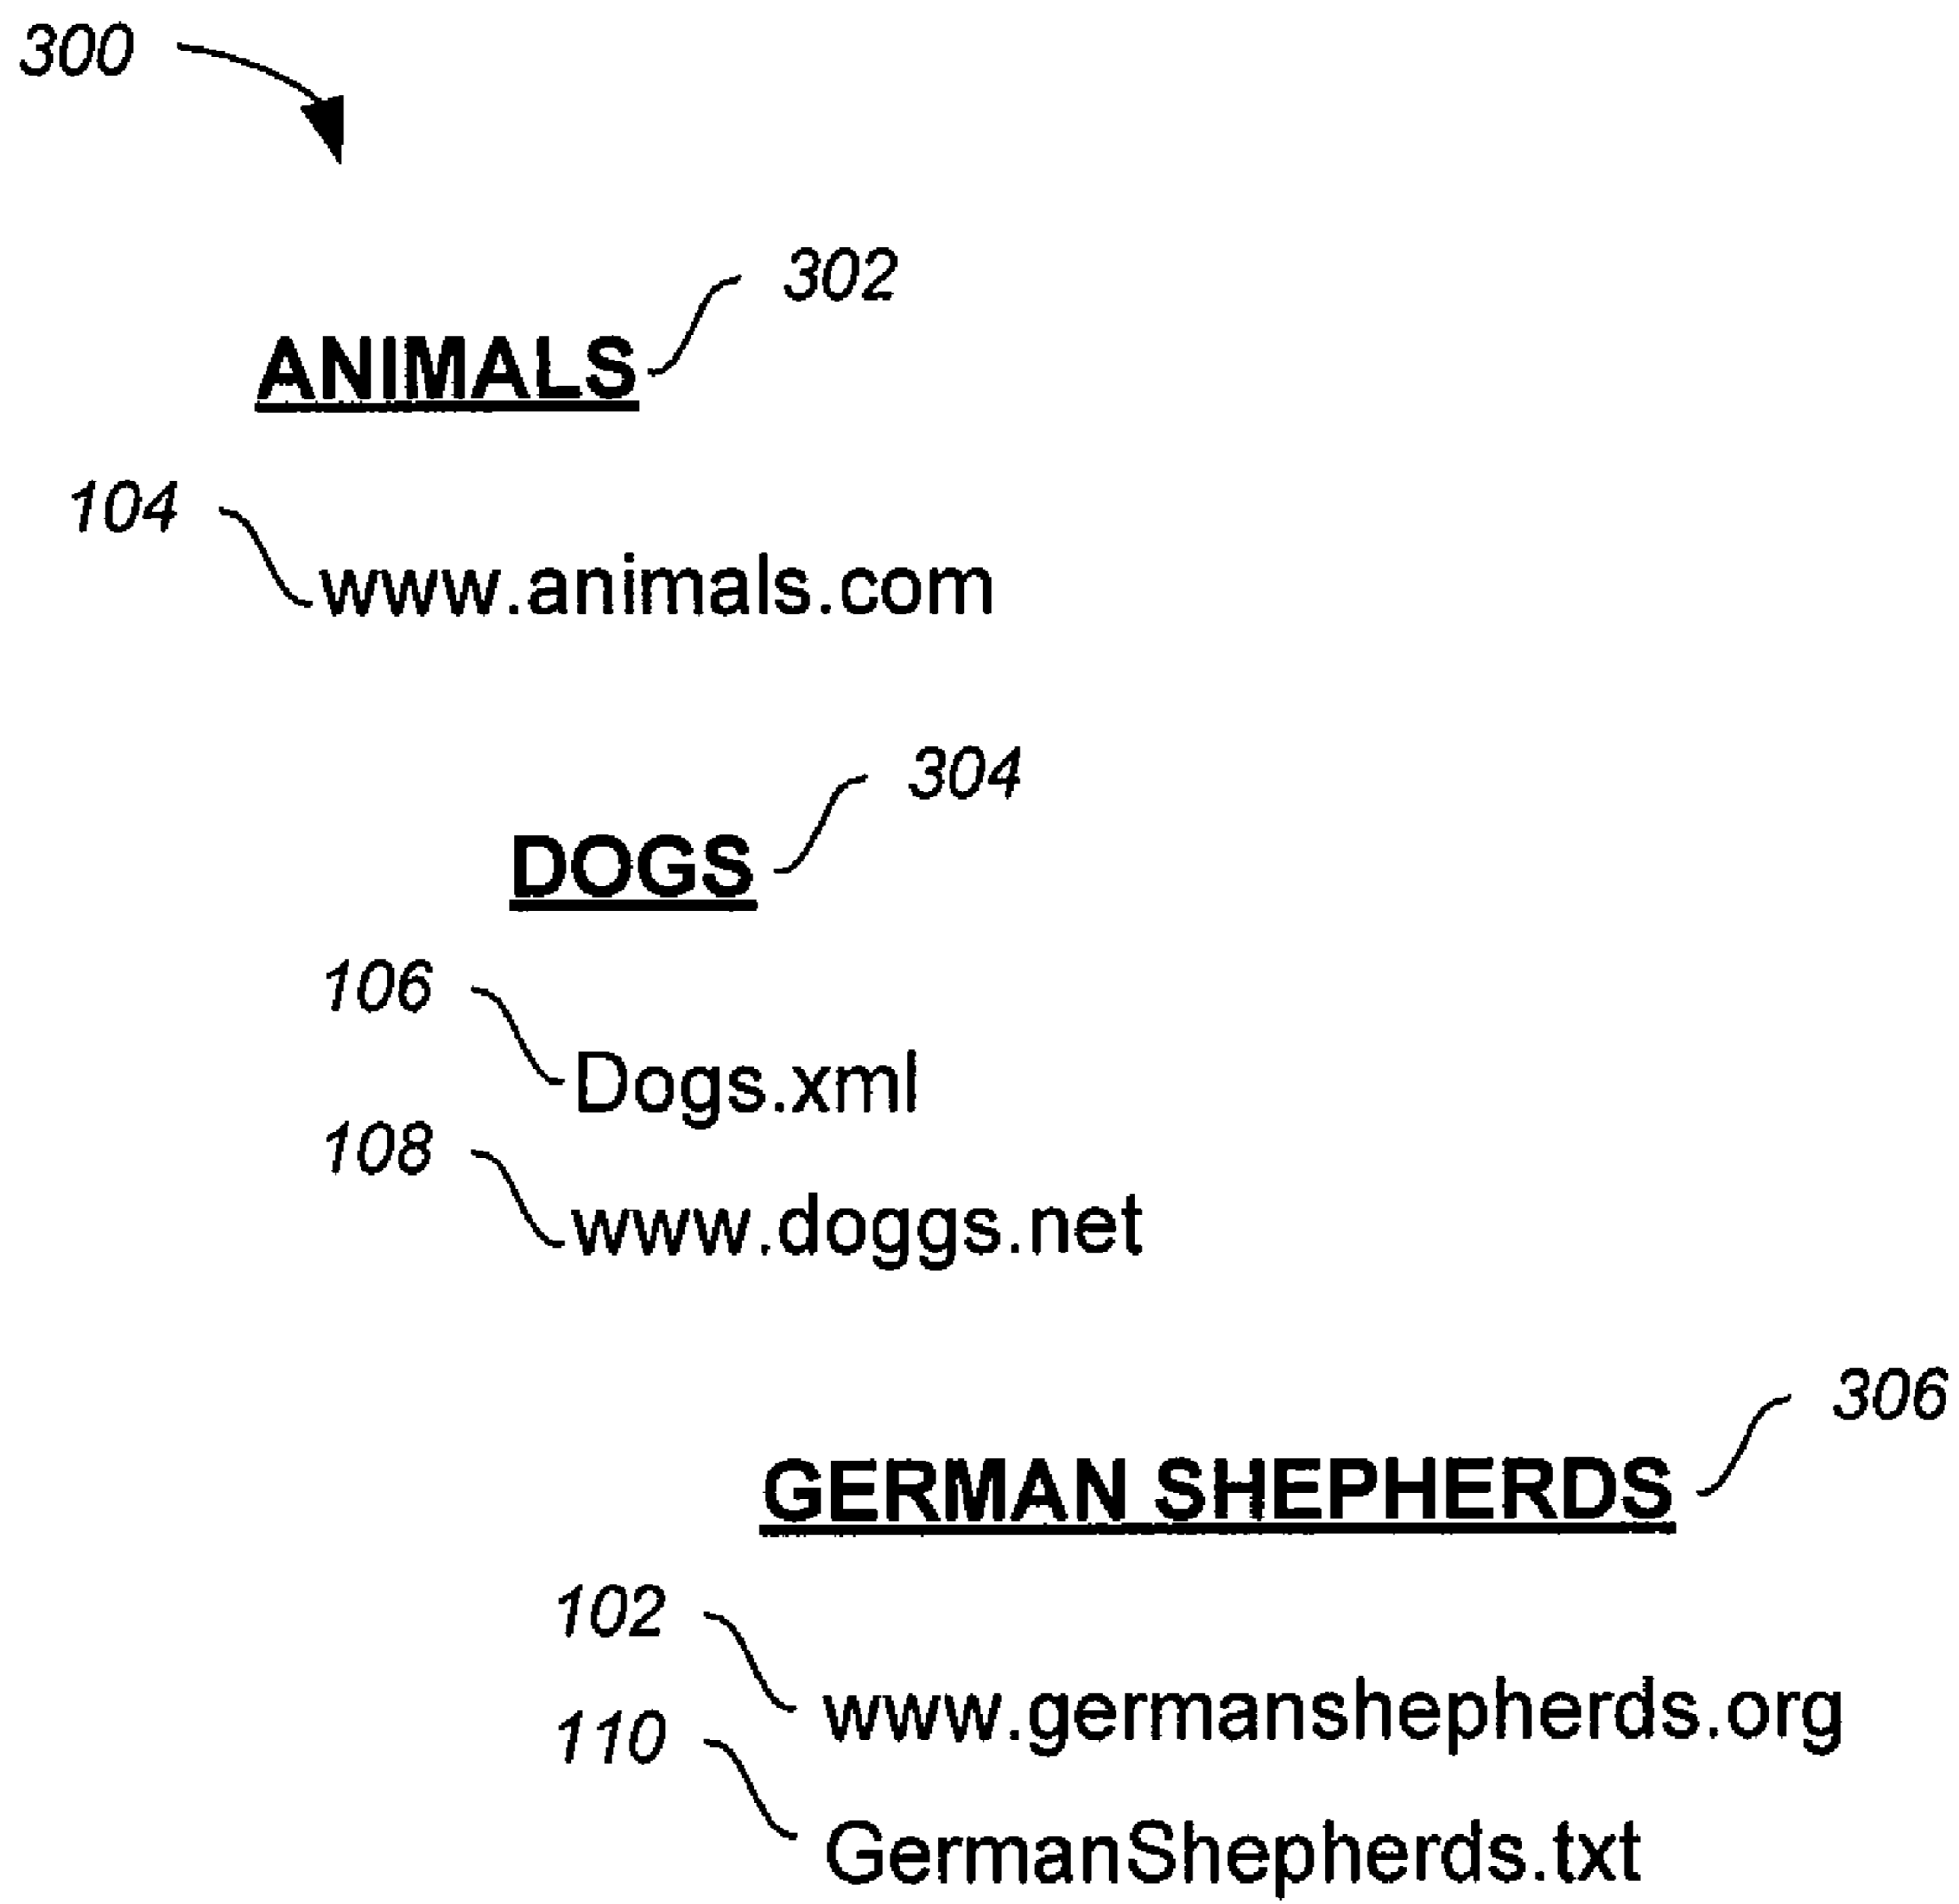 300
302
ANIMALS
104
www.animals.com
304
DOGS
106
Dogs.xml
108
www.doggs.net
306
GERMAN SHEPHERDS
102
www.germanshepherds.org
110
GermanShepherds.txt